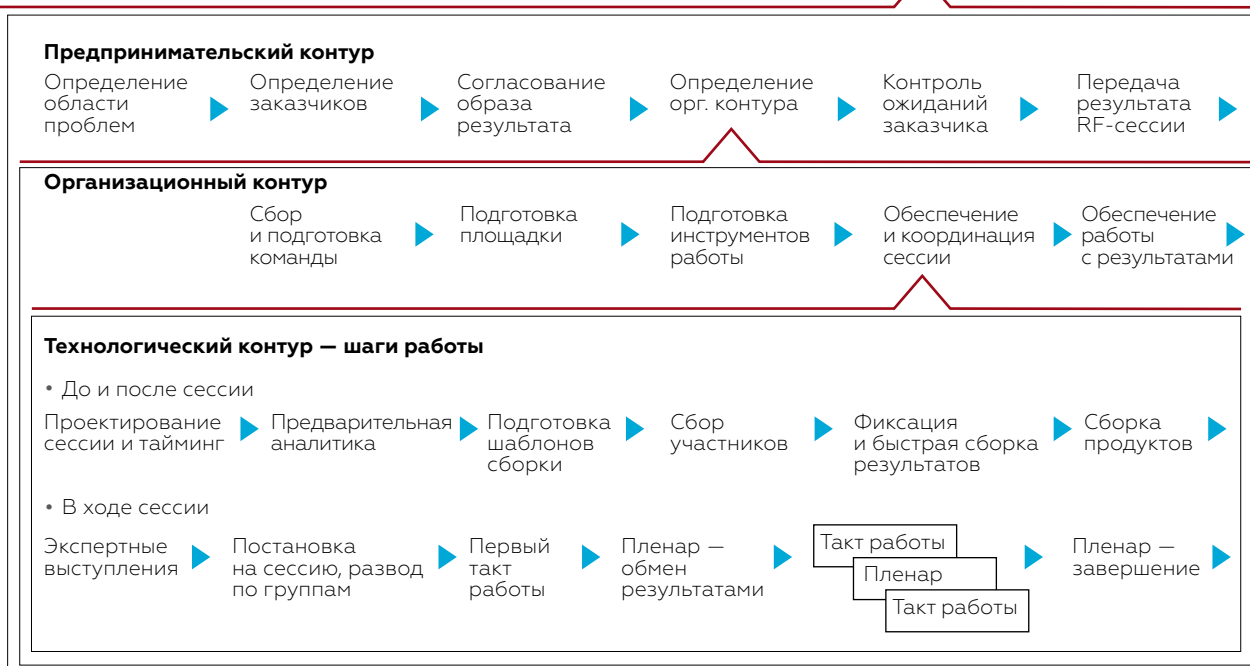 Предпринимательский контур
Определение
области
проблем
Определение
заказчиков
Согласование
образа
результата
Определение
орг. контура
Контроль
ожиданий
заказчика
Передача
результата
RF-сессии
Организационный контур
Сбор
и подготовка
команды
Подготовка
площадки
Подготовка
инструментов
работы
Обеспечение
и координация
сессии
Обеспечение
работы
с результатами
Технологический контур — шаги работы
• До и после сессии
Проектирование
сессии и тайминг
Предварительная
аналитика
Подготовка
шаблонов
сборки
Сбор
участников
Фиксация
и быстрая сборка
результатов
Сборка
продуктов
• В ходе сессии
Экспертные
выступления
Постановка
на сессию, развод
по группам
Первый
такт
работы
Пленар —
обмен
результатами
Такт работы
Пленар
Такт работы
Пленар —
завершение